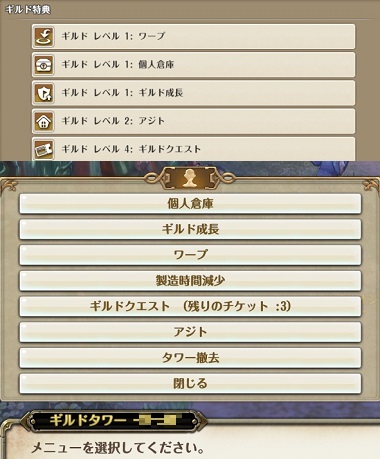 ギルド特典
ギルド レベル 1: ワープ
ギルド レベル 1: 個人倉庫
ギルド レベル 1: ギルド成長
ギルド レベル 2: アジト
ギルド レベル 4: ギルドクエスト
個人倉庫
ギルド成長
ワープ
製造時間減少
ギルドクエスト (残りのチケット :3)
アジト
タワー撤去
閉じる
ギルドタワー
メニューを選択してください。